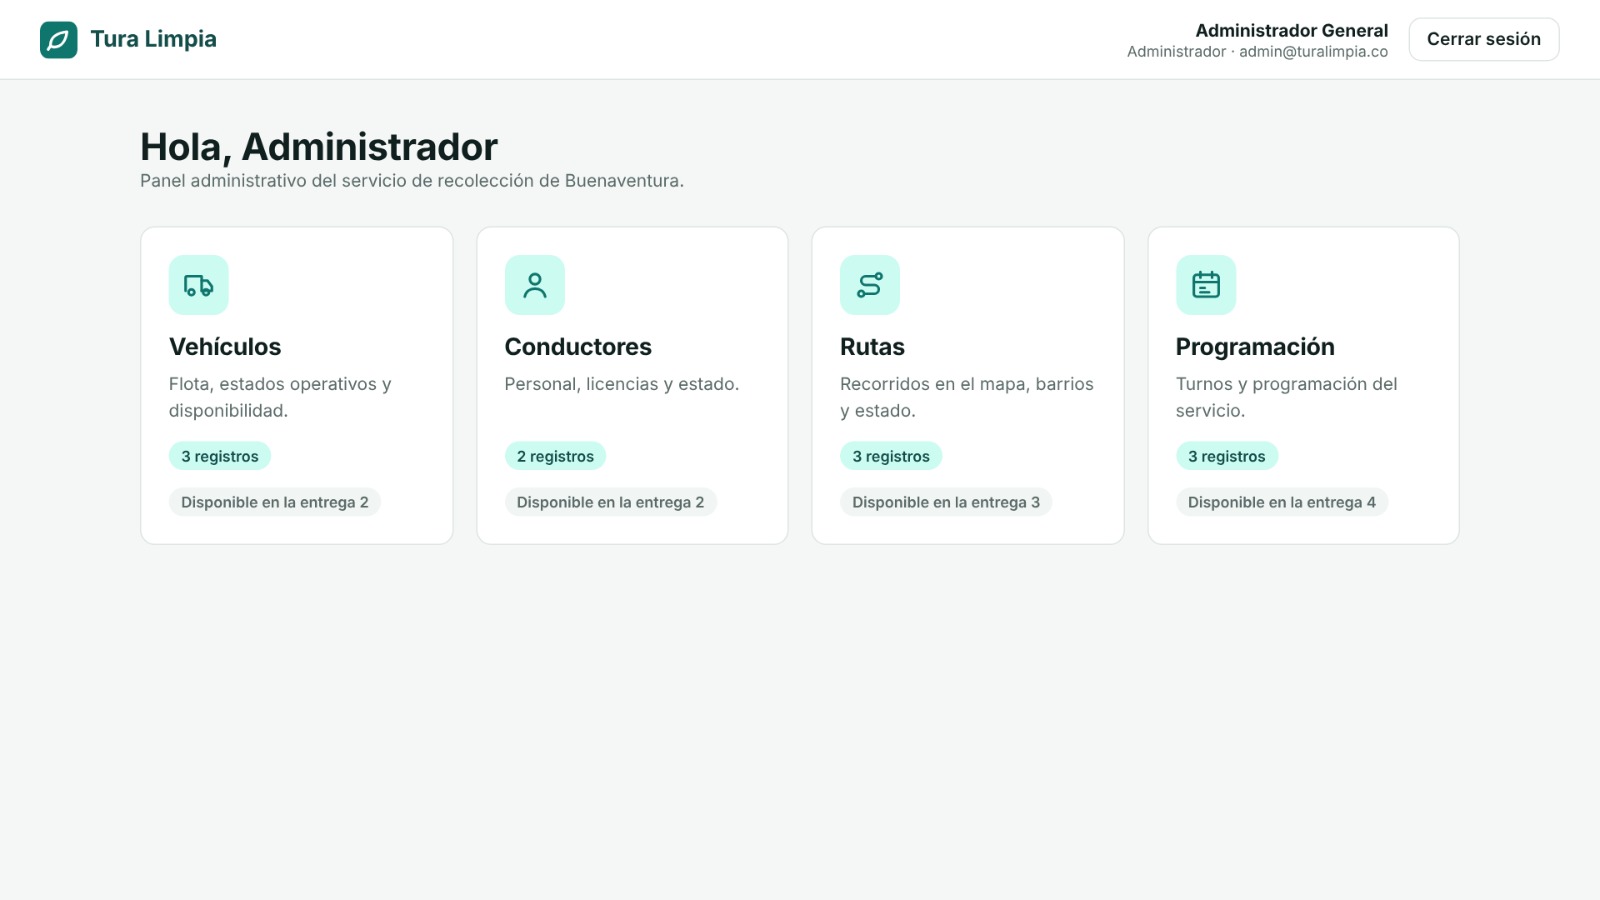 Tura Limpia
Administrador General
Administrador · admin@turalimpia.co
Cerrar sesión
Hola, Administrador
Panel administrativo del servicio de recolección de Buenaventura.
Vehículos
Flota, estados operativos y
disponibilidad.
3 registros
Disponible en la entrega 2
Conductores
Personal, licencias y estado.
2 registros
Disponible en la entrega 2
Rutas
Recorridos en el mapa, barrios
y estado.
3 registros
Disponible en la entrega 3
Programación
Turnos y programación del
servicio.
3 registros
Disponible en la entrega 4